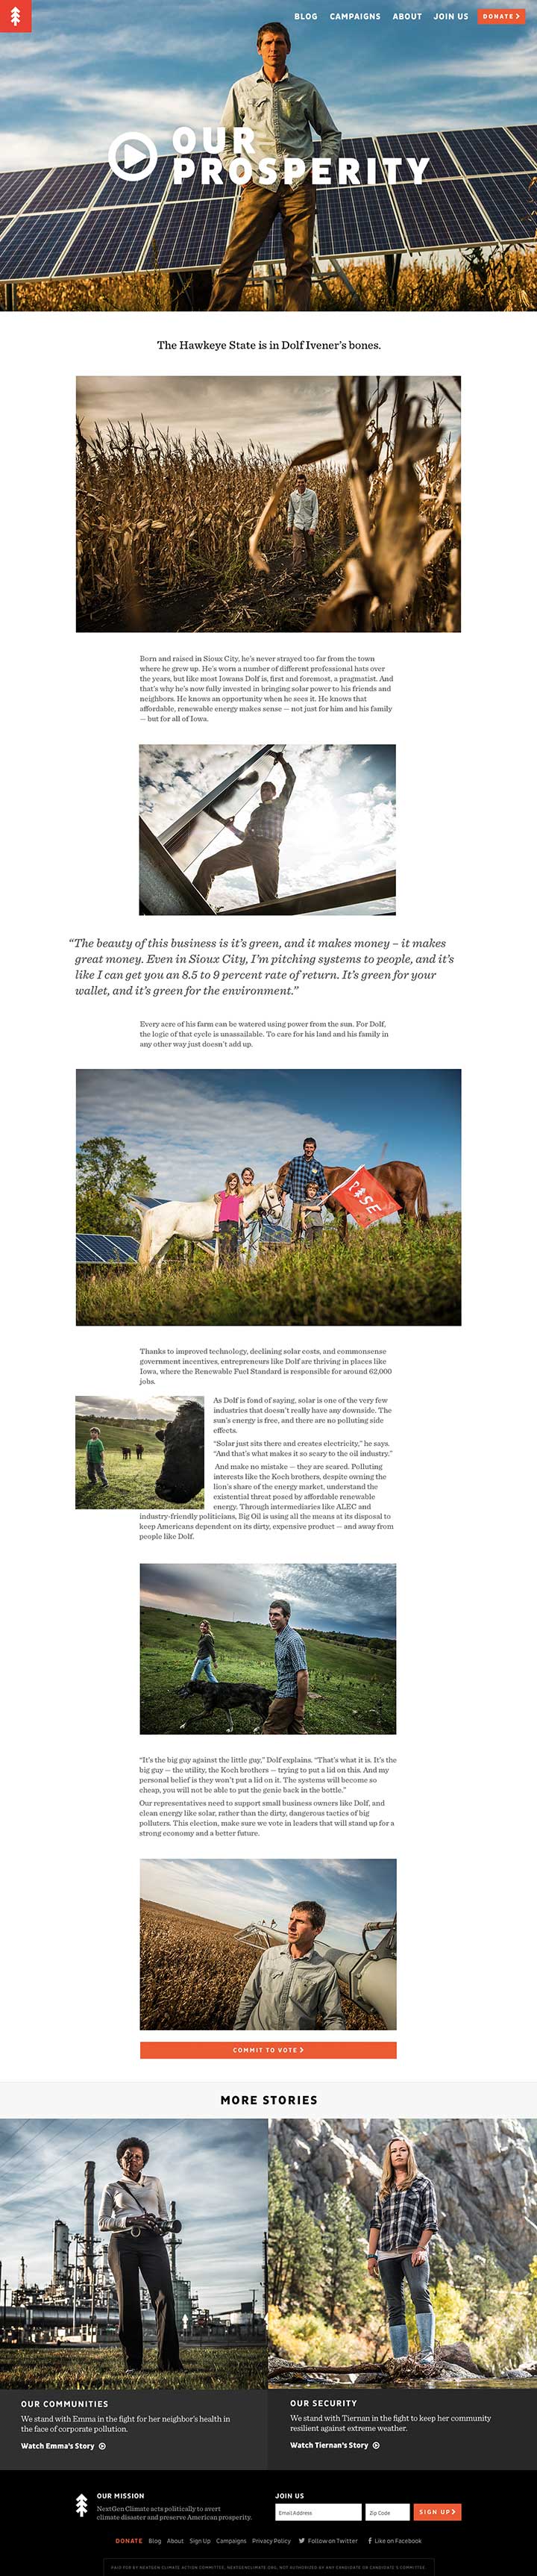 BLOG CAMPAIGNS ABOUT JOIN US DONATE
OUR
PROSPERITY
The Hawkeye State is in Dolf Ivener's bones.
Born and raised in Sioux City, he's never strayed too far from the town
where he grew up. He's worn a number of different professional hats over
the years, but like most Iowans Dolf is, first and foremost, a pragmatist. And
that's why he's now fully invested in bringing solar power to his friends and
neighbors. He knows an opportunity when he sees it. He knows that
affordable, renewable energy makes sense — not just for him and his family
— but for all of Iowa.
“The beauty of this business is it's green, and it makes money – it makes
great money. Even in Sioux City, I'm pitching systems to people, and it's
like I can get you an 8.5 to 9 percent rate of return. It's green for your
wallet, and it's green for the environment.”
Every acre of his farm can be watered using power from the sun. For Dolf,
the logic of that cycle is unassailable. To care for his land and his family in
any other way just doesn't add up.
RISE
Thanks to improved technology, declining solar costs, and commonsense
government incentives, entrepreneurs like Dolf are thriving in places like
Iowa, where the Renewable Fuel Standard is responsible for around 62,000
jobs.
As Dolf is fond of saying, solar is one of the very few
industries that doesn't really have any downside. The
sun's energy is free, and there are no polluting side
effects.
“Solar just sits there and creates electricity,” he says.
“And that's what makes it so scary to the oil industry.”
And make no mistake — they are scared. Polluting
interests like the Koch brothers, despite owning the
lion's share of the energy market, understand the
existential threat posed by affordable renewable
energy. Through intermediaries like ALEC and
industry-friendly politicians, Big Oil is using all the means at its disposal to
keep Americans dependent on its dirty, expensive product — and away from
people like Dolf.
“It's the big guy against the little guy,” Dolf explains. “That's what it is. It's the
big guy — the utility, the Koch brothers — trying to put a lid on this. And my
personal belief is they won't put a lid on it. The systems will become so
cheap, you will not be able to put the genie back in the bottle.”
Our representatives need to support small business owners like Dolf, and
clean energy like solar, rather than the dirty, dangerous tactics of big
polluters. This election, make sure we vote in leaders that will stand up for a
strong economy and a better future.
COMMIT TO VOTE
MORE STORIES
OUR COMMUNITIES
We stand with Emma in the fight for her neighbor's health in
the face of corporate pollution.
Watch Emma's Story
OUR SECURITY
We stand with Tiernan in the fight to keep her community
resilient against extreme weather.
Watch Tiernan's Story
OUR MISSION
NextGen Climate acts politically to avert
climate disaster and preserve American prosperity.
JOIN US
Email Address Zip Code SIGN UP
DONATE Blog About Sign Up Campaigns Privacy Policy Follow on Twitter Like on Facebook
PAID FOR BY NEXTGEN CLIMATE ACTION COMMITTEE, NEXTGENCLIMATE.ORG, NOT AUTHORIZED BY ANY CANDIDATE OR CANDIDATE'S COMMITTEE.